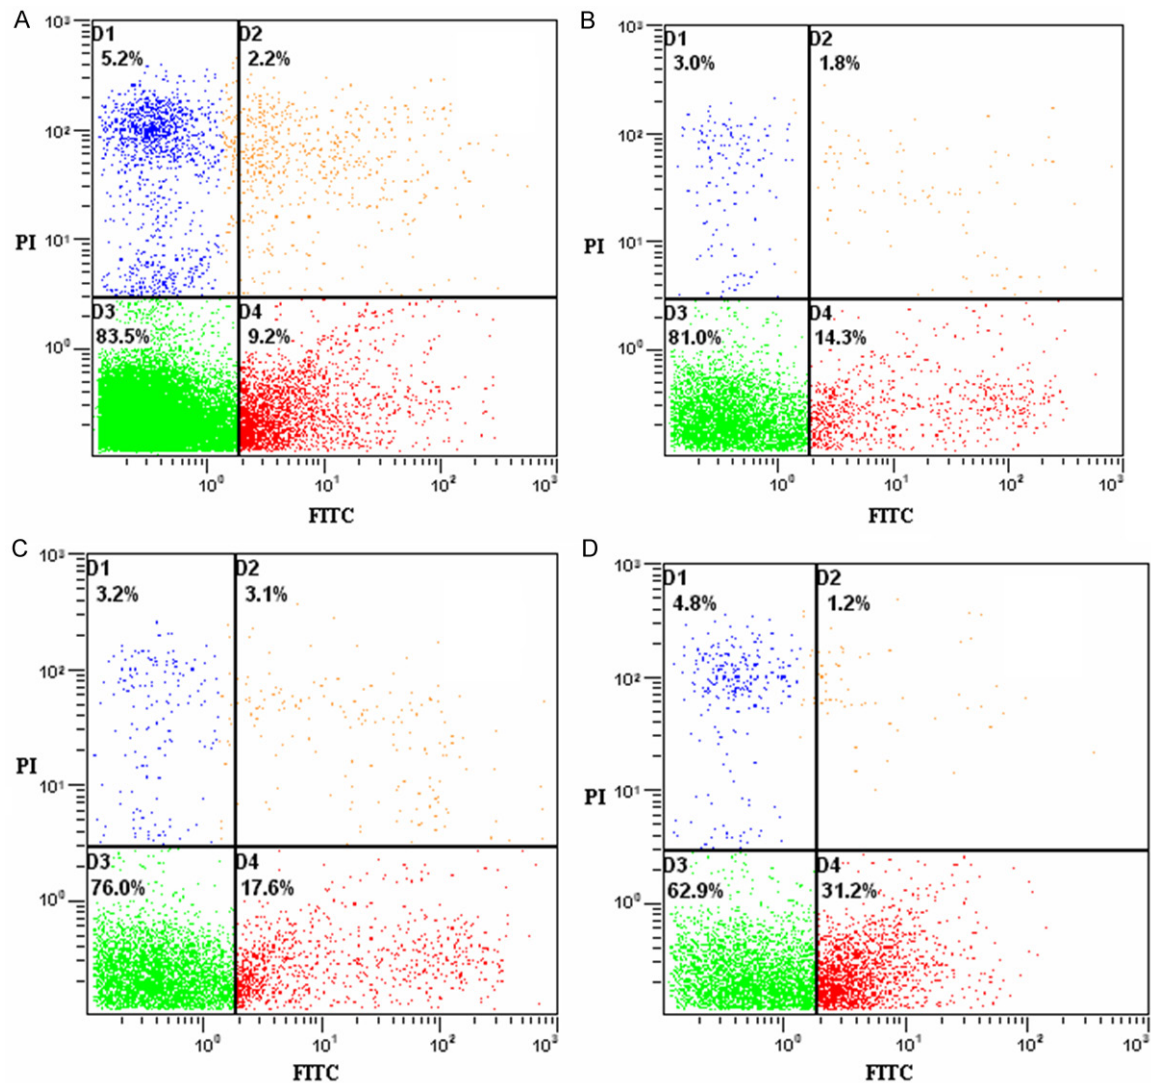 A
10³
D1
5.2%
D2
2.2%
10²
PI
10¹
D3
83.5%
D4
9.2%
10⁰
10⁰ 10¹ 10² 10³
FITC
B
10³
D1
3.0%
D2
1.8%
10²
PI
10¹
D3
81.0%
D4
14.3%
10⁰
10⁰ 10¹ 10² 10³
FITC
C
10³
D1
3.2%
D2
3.1%
10²
PI
10¹
D3
76.0%
D4
17.6%
10⁰
10⁰ 10¹ 10² 10³
FITC
D
10³
D1
4.8%
D2
1.2%
10²
PI
10¹
D3
62.9%
D4
31.2%
10⁰
10⁰ 10¹ 10² 10³
FITC